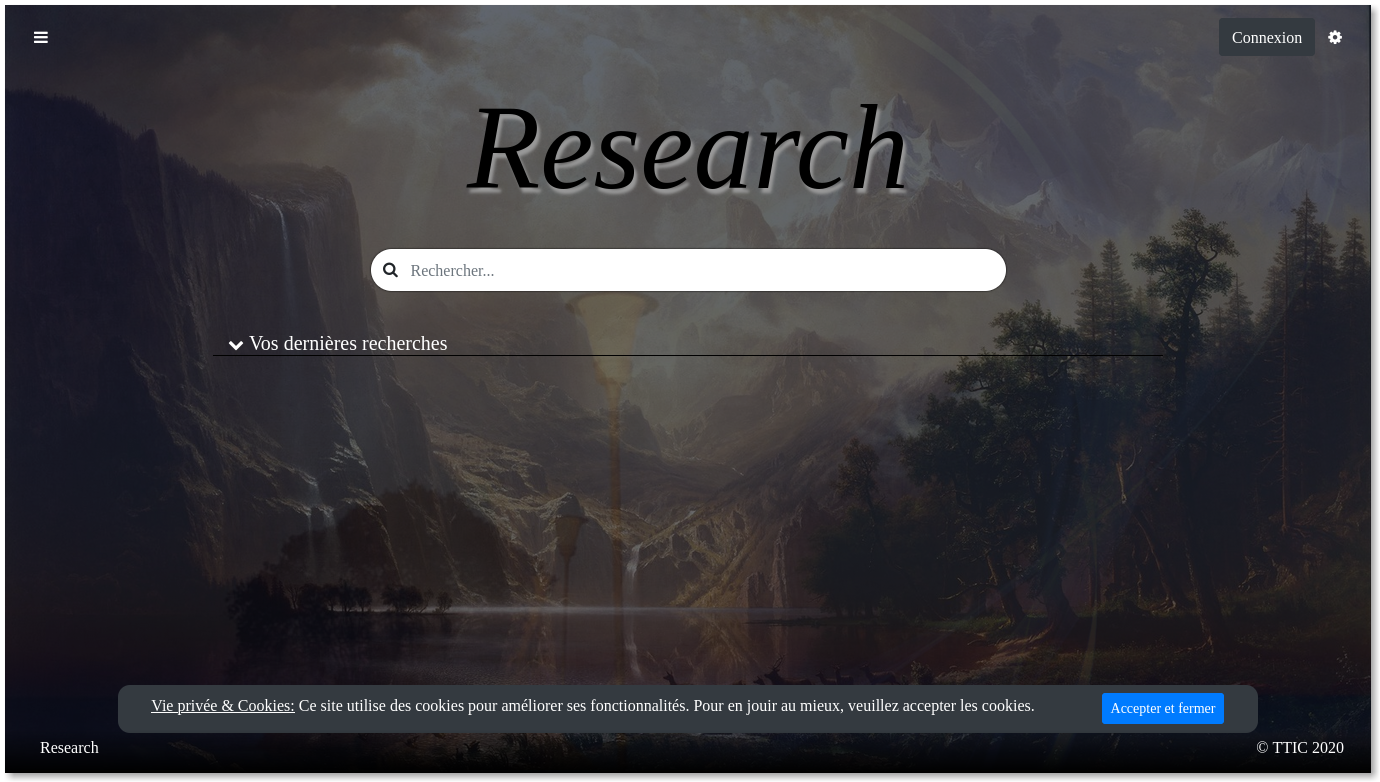 Connexion
Research
Rechercher...
Vos dernières recherches
Vie privée & Cookies: Ce site utilise des cookies pour améliorer ses fonctionnalités. Pour en jouir au mieux, veuillez accepter les cookies.
Accepter et fermer
Research
© TTIC 2020